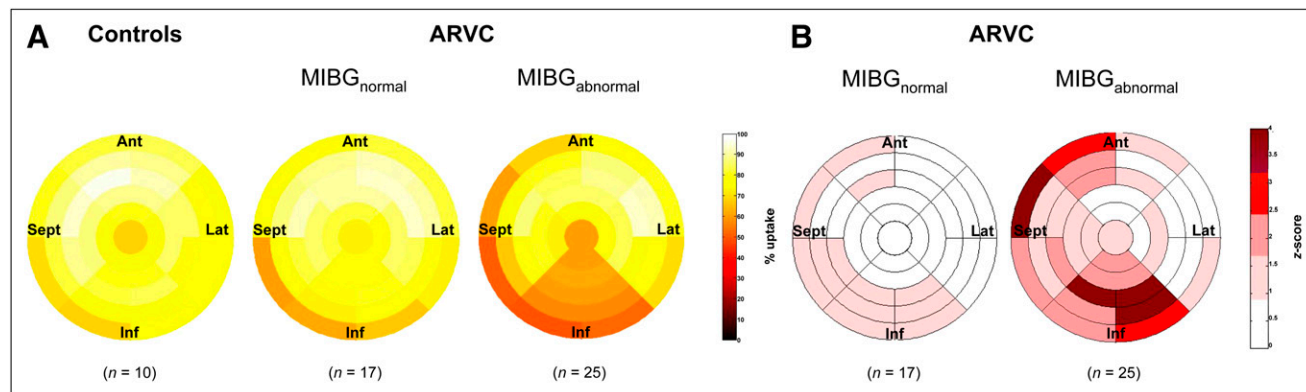 A Controls ARVC
MIBGnormal MIBGabnormal
Ant Ant Ant
Sept Lat Sept Lat Sept Lat
Inf Inf Inf
(n = 10) (n = 17) (n = 25)
100
90
80
70
60
50
40
30
20
10
0
% uptake
B ARVC
MIBGnormal MIBGabnormal
Ant Ant
Sept Lat Sept Lat
Inf Inf
(n = 17) (n = 25)
4
3.5
3
2.5
2
1.5
1
0.5
0
z-score